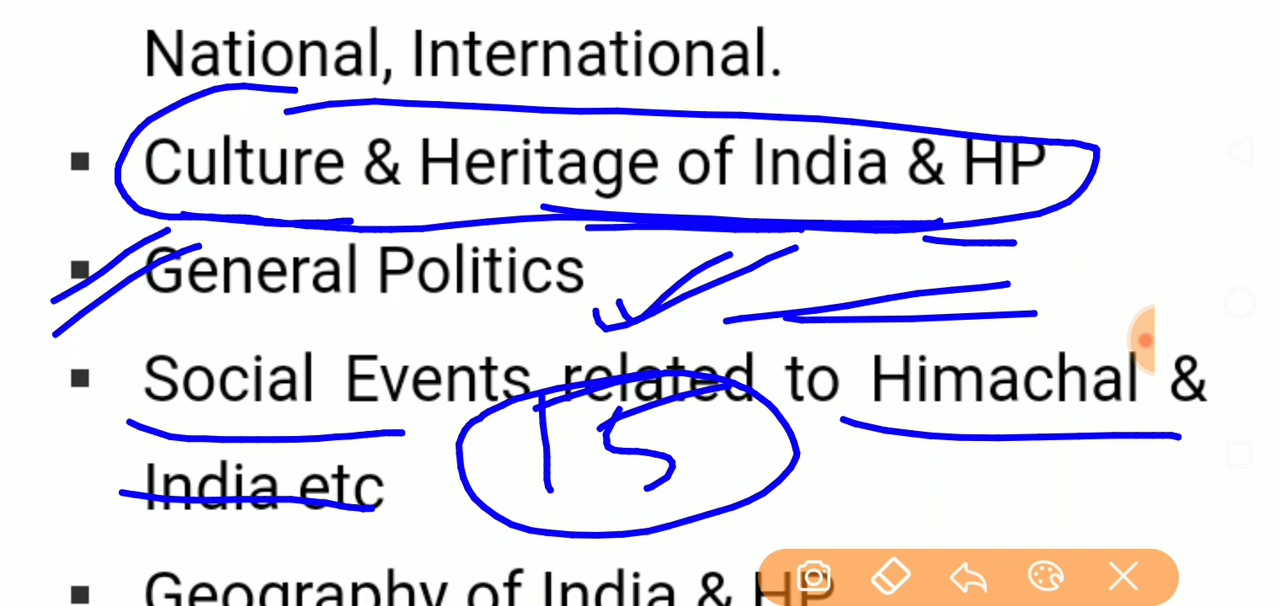 National, International.
▪ Culture & Heritage of India & HP
▪ General Politics
▪ Social Events related to Himachal &
India etc
15
▪ Geography of India & HP